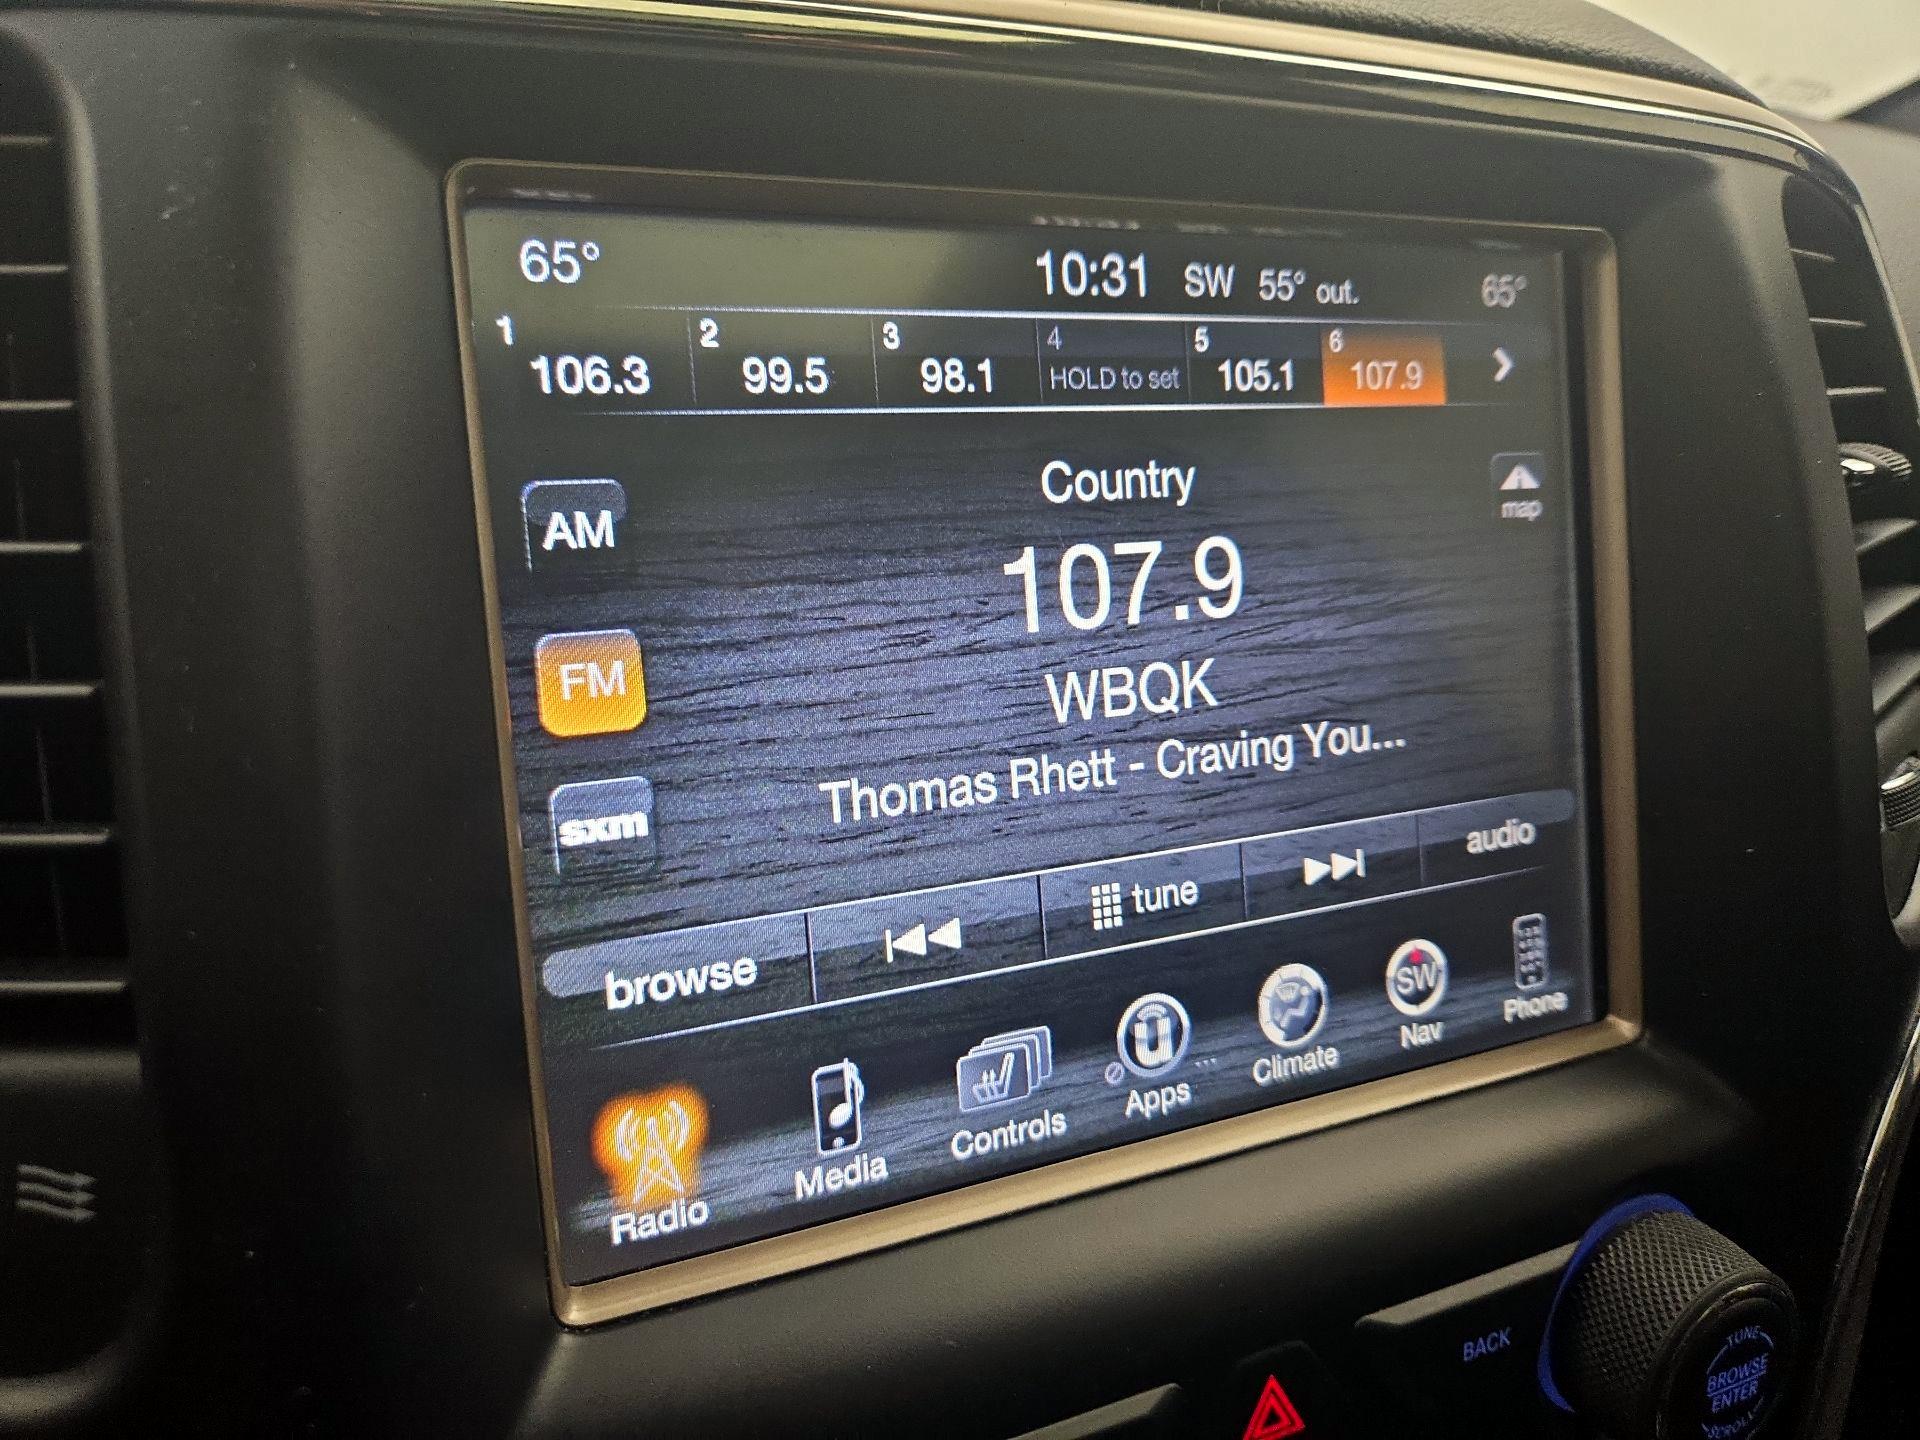 65° 10:31 SW 55° out. 65°
1 2 3 4 5 6
106.3 99.5 98.1 HOLD to set 105.1 107.9
Country
AM
map
107.9
FM
WBQK
Thomas Rhett - Craving You...
sxm
browse tune audio
SW
Radio Media Controls Apps Climate Nav Phone
BACK
TUNE
BROWSE
ENTER
SCROLL